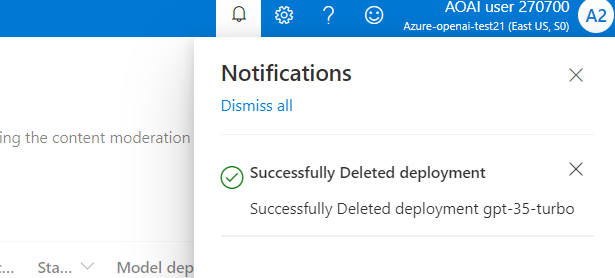 AOAI user 270700
Azure-openai-test21 (East US, S0)
A2
Notifications
Dismiss all
ing the content moderation
Successfully Deleted deployment
Successfully Deleted deployment gpt-35-turbo
Sta...
Model dep